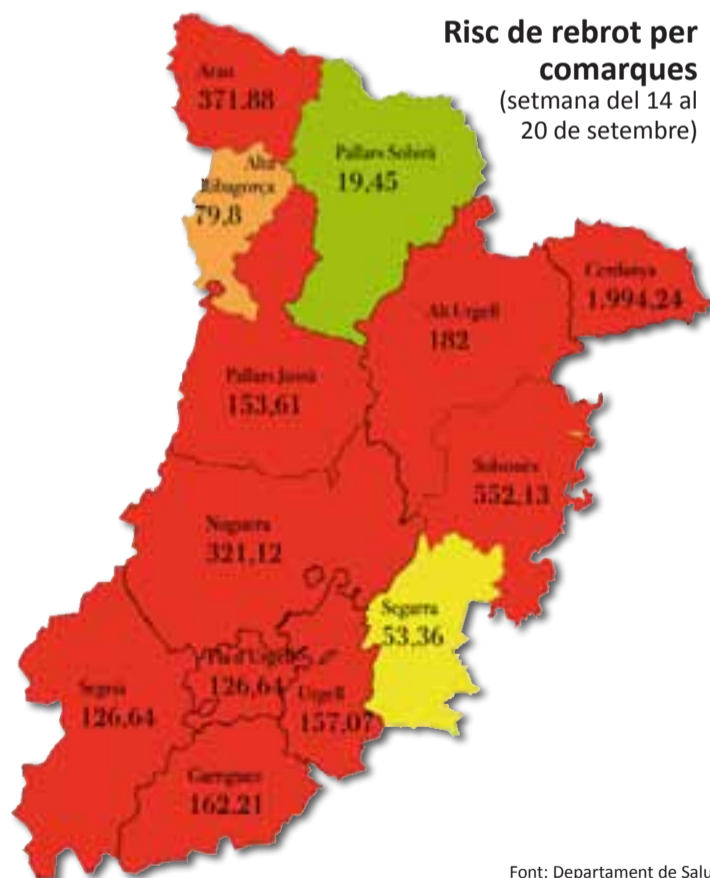 Risc de rebrot per
comarques
(setmana del 14 al
20 de setembre)
Aran
371.88
Pallars Sobirà
19,45
Alta
Ribagorça
79,8
Cerdanya
1.994,24
Alt Urgell
182
Pallars Jussà
153,61
Solsonès
552,13
Noguera
321,12
Segarra
53,36
Pla d'Urgell
126,64
Segrià
126,64
Urgell
157,07
Garrigues
162.21
Font: Departament de Salu